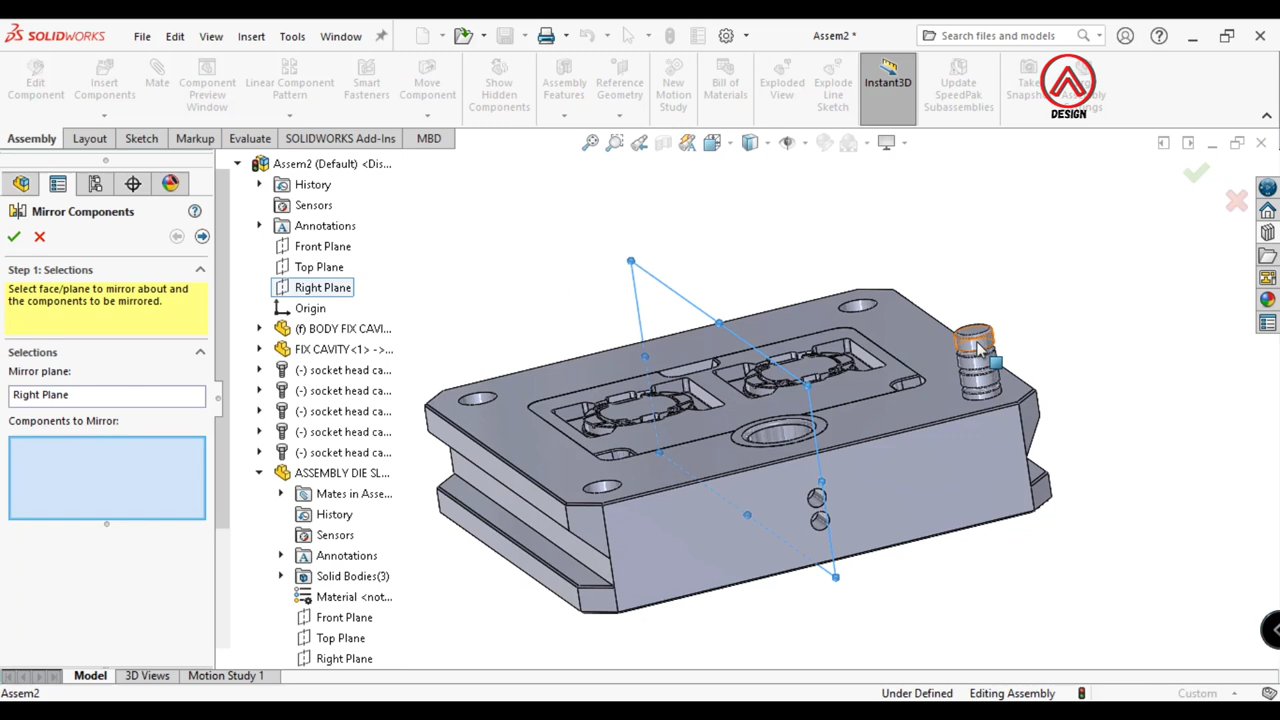 SOLIDWORKS File Edit View Insert Tools Window Assem2 * Search files and models
Edit Component
Insert Components
Mate
Component Preview Window
Linear Component Pattern
Smart Fasteners
Move Component
Show Hidden Components
Assembly Features
Reference Geometry
New Motion Study
Bill of Materials
Exploded View
Explode Line Sketch
Instant3D
Update SpeedPak Subassemblies
DESIGN
Assembly Layout Sketch Markup Evaluate SOLIDWORKS Add-Ins MBD
Mirror Components
Step 1: Selections
Select face/plane to mirror about and
the components to be mirrored.
Selections
Mirror plane:
Right Plane
Components to Mirror:
Assem2 (Default) <Dis...
History
Sensors
Annotations
Front Plane
Top Plane
Right Plane
Origin
(f) BODY FIX CAVI...
FIX CAVITY<1> ->...
(-) socket head ca...
(-) socket head ca...
(-) socket head ca...
(-) socket head ca...
(-) socket head ca...
ASSEMBLY DIE SL...
Mates in Asse...
History
Sensors
Annotations
Solid Bodies(3)
Material <not...
Front Plane
Top Plane
Right Plane
Model 3D Views Motion Study 1
Assem2 Under Defined Editing Assembly Custom